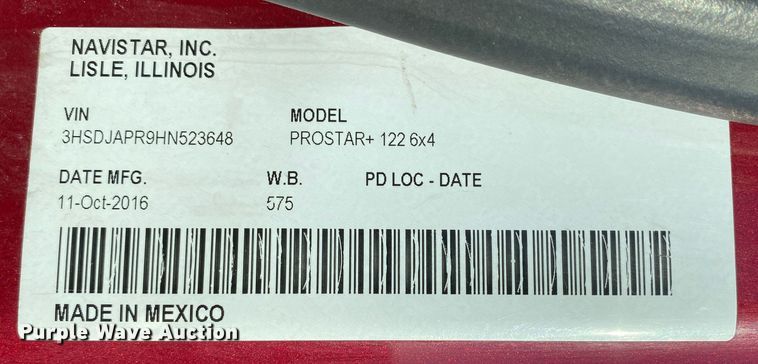 NAVISTAR, INC.
LISLE, ILLINOIS
VIN MODEL
3HSDJAPR9HN523648 PROSTAR+ 122 6x4
DATE MFG. W.B. PD LOC - DATE
11-Oct-2016 575
MADE IN MEXICO
Purple Wave Auction